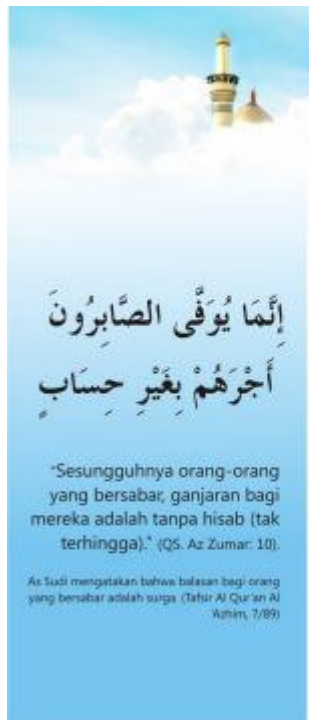 إِنَّمَا يُوَفَّى الصَّابِرُونَ
أَجْرَهُمْ بِغَيْرِ حِسَابٍ
"Sesungguhnya orang-orang
yang bersabar, ganjaran bagi
mereka adalah tanpa hisab (tak
terhingga)." (QS. Az Zumar: 10).
As Sudi mengatakan bahwa balasan bagi orang
yang bersabar adalah surga. (Tafsir Al Qur'an Al
'Azhim, 7/89)